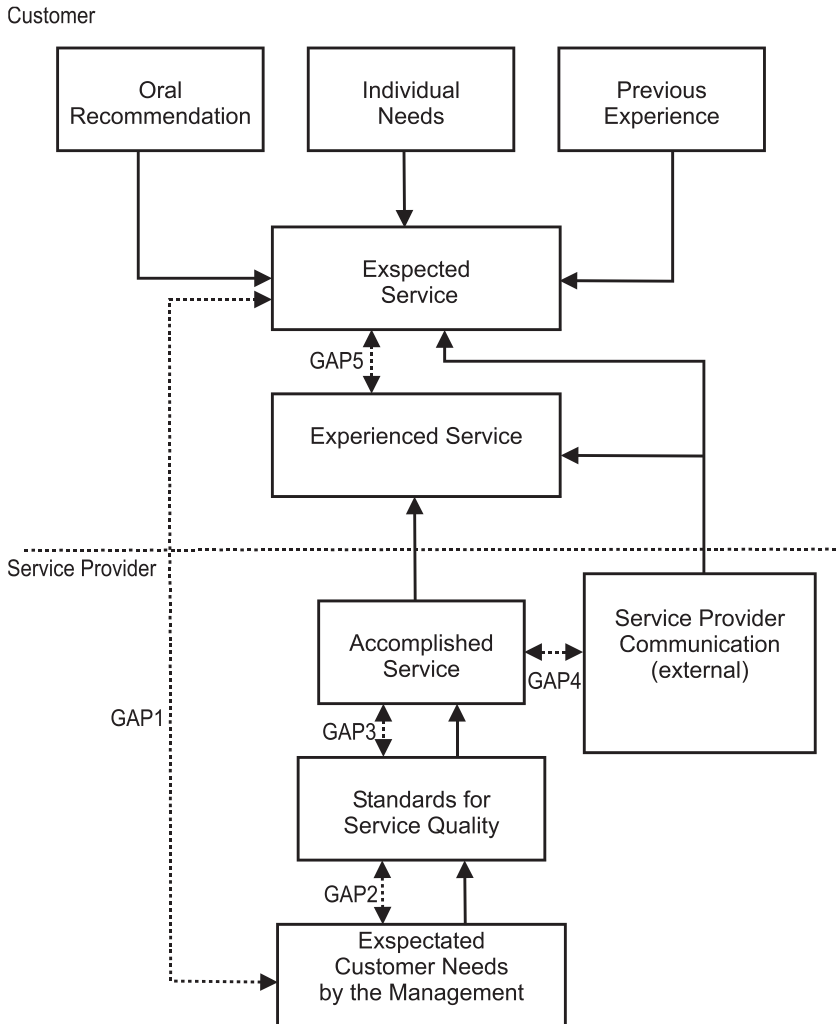 Customer
Oral
Recommendation
Individual
Needs
Previous
Experience
Exspected
Service
GAP5
Experienced Service
Service Provider
Accomplished
Service
Service Provider
Communication
(external)
GAP4
GAP1
GAP3
Standards for
Service Quality
GAP2
Exspectated
Customer Needs
by the Management